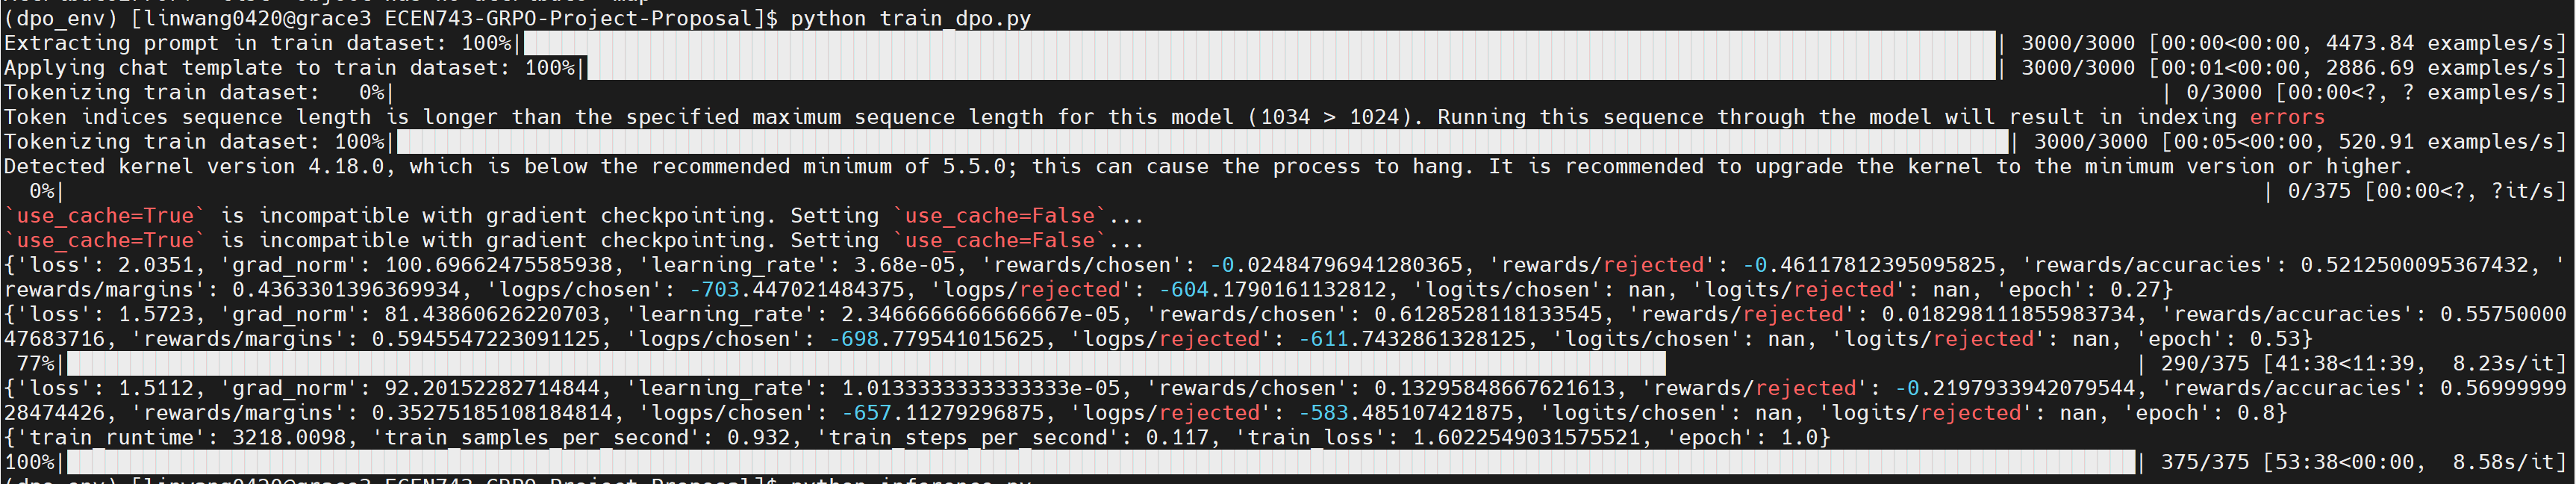 (dpo_env) [linwang0420@grace3 ECEN743-GRPO-Project-Proposal]$ python train_dpo.py
Extracting prompt in train dataset: 100%| | 3000/3000 [00:00<00:00, 4473.84 examples/s]
Applying chat template to train dataset: 100%| | 3000/3000 [00:01<00:00, 2886.69 examples/s]
Tokenizing train dataset:   0%| | 0/3000 [00:00<?, ? examples/s]
Token indices sequence length is longer than the specified maximum sequence length for this model (1034 > 1024). Running this sequence through the model will result in indexing errors
Tokenizing train dataset: 100%| | 3000/3000 [00:05<00:00, 520.91 examples/s]
Detected kernel version 4.18.0, which is below the recommended minimum of 5.5.0; this can cause the process to hang. It is recommended to upgrade the kernel to the minimum version or higher.
  0%| | 0/375 [00:00<?, ?it/s]
`use_cache=True` is incompatible with gradient checkpointing. Setting `use_cache=False`...
`use_cache=True` is incompatible with gradient checkpointing. Setting `use_cache=False`...
{'loss': 2.0351, 'grad_norm': 100.69662475585938, 'learning_rate': 3.68e-05, 'rewards/chosen': -0.02484796941280365, 'rewards/rejected': -0.46117812395095825, 'rewards/accuracies': 0.5212500095367432, '
rewards/margins': 0.4363301396369934, 'logps/chosen': -703.447021484375, 'logps/rejected': -604.1790161132812, 'logits/chosen': nan, 'logits/rejected': nan, 'epoch': 0.27}
{'loss': 1.5723, 'grad_norm': 81.43860626220703, 'learning_rate': 2.3466666666666667e-05, 'rewards/chosen': 0.6128528118133545, 'rewards/rejected': 0.018298111855983734, 'rewards/accuracies': 0.55750000
47683716, 'rewards/margins': 0.5945547223091125, 'logps/chosen': -698.779541015625, 'logps/rejected': -611.7432861328125, 'logits/chosen': nan, 'logits/rejected': nan, 'epoch': 0.53}
 77%| | 290/375 [41:38<11:39,  8.23s/it]
{'loss': 1.5112, 'grad_norm': 92.20152282714844, 'learning_rate': 1.0133333333333333e-05, 'rewards/chosen': 0.13295848667621613, 'rewards/rejected': -0.2197933942079544, 'rewards/accuracies': 0.56999999
28474426, 'rewards/margins': 0.35275185108184814, 'logps/chosen': -657.11279296875, 'logps/rejected': -583.485107421875, 'logits/chosen': nan, 'logits/rejected': nan, 'epoch': 0.8}
{'train_runtime': 3218.0098, 'train_samples_per_second': 0.932, 'train_steps_per_second': 0.117, 'train_loss': 1.6022549031575521, 'epoch': 1.0}
100%| | 375/375 [53:38<00:00,  8.58s/it]